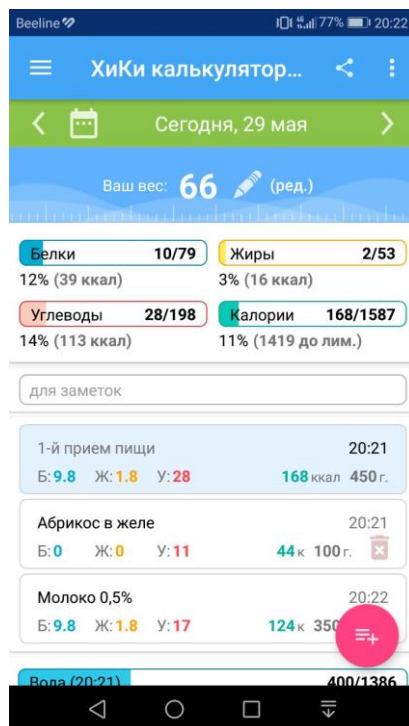 Beeline 77% 20:22
ХиКи калькулятор...
Сегодня, 29 мая
Ваш вес: 66 (ред.)
Белки 10/79 Жиры 2/53
12% (39 ккал) 3% (16 ккал)
Углеводы 28/198 Калории 168/1587
14% (113 ккал) 11% (1419 до лим.)
для заметок
1-й прием пищи 20:21
Б:9.8 Ж:1.8 У:28 168 ккал 450 г.
Абрикос в желе 20:21
Б:0 Ж:0 У:11 44 к 100 г.
Молоко 0,5% 20:22
Б:9.8 Ж:1.8 У:17 124 к 350
Вода (20:21) 400/1386